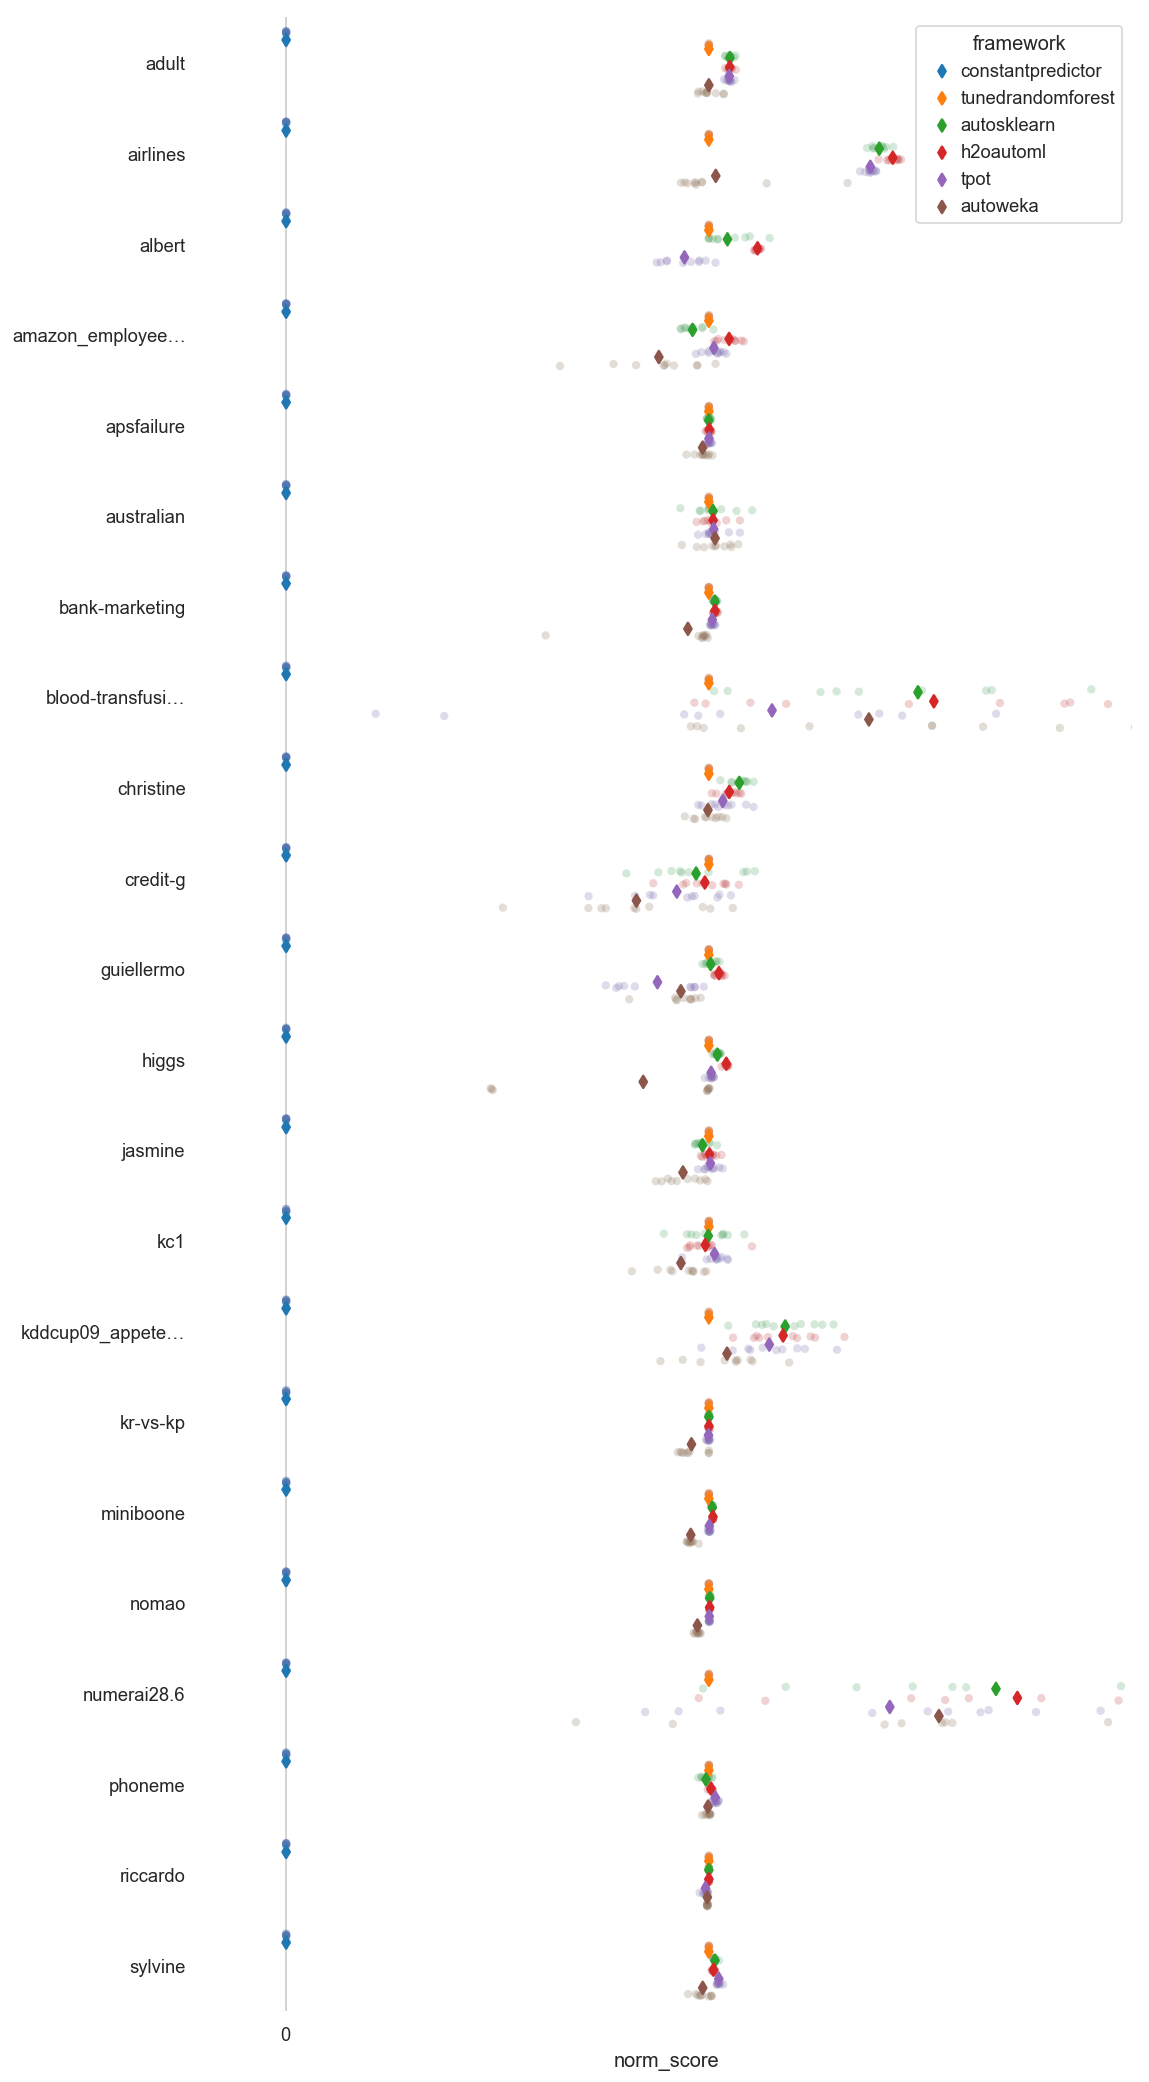 framework
constantpredictor
tunedrandomforest
autosklearn
h2oautoml
tpot
autoweka
adult
airlines
albert
amazon_employee…
apsfailure
australian
bank-marketing
blood-transfusi…
christine
credit-g
guiellermo
higgs
jasmine
kc1
kddcup09_appete…
kr-vs-kp
miniboone
nomao
numerai28.6
phoneme
riccardo
sylvine
0
norm_score